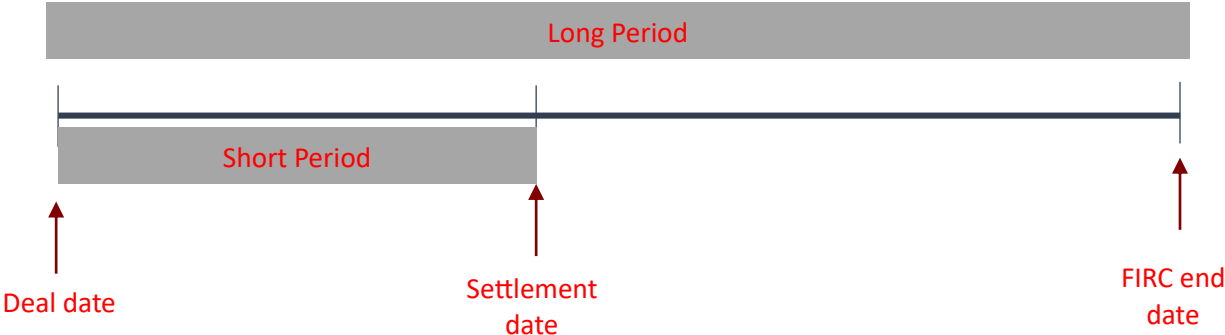 Long Period
Short Period
Deal date
Settlement
date
FIRC end
date